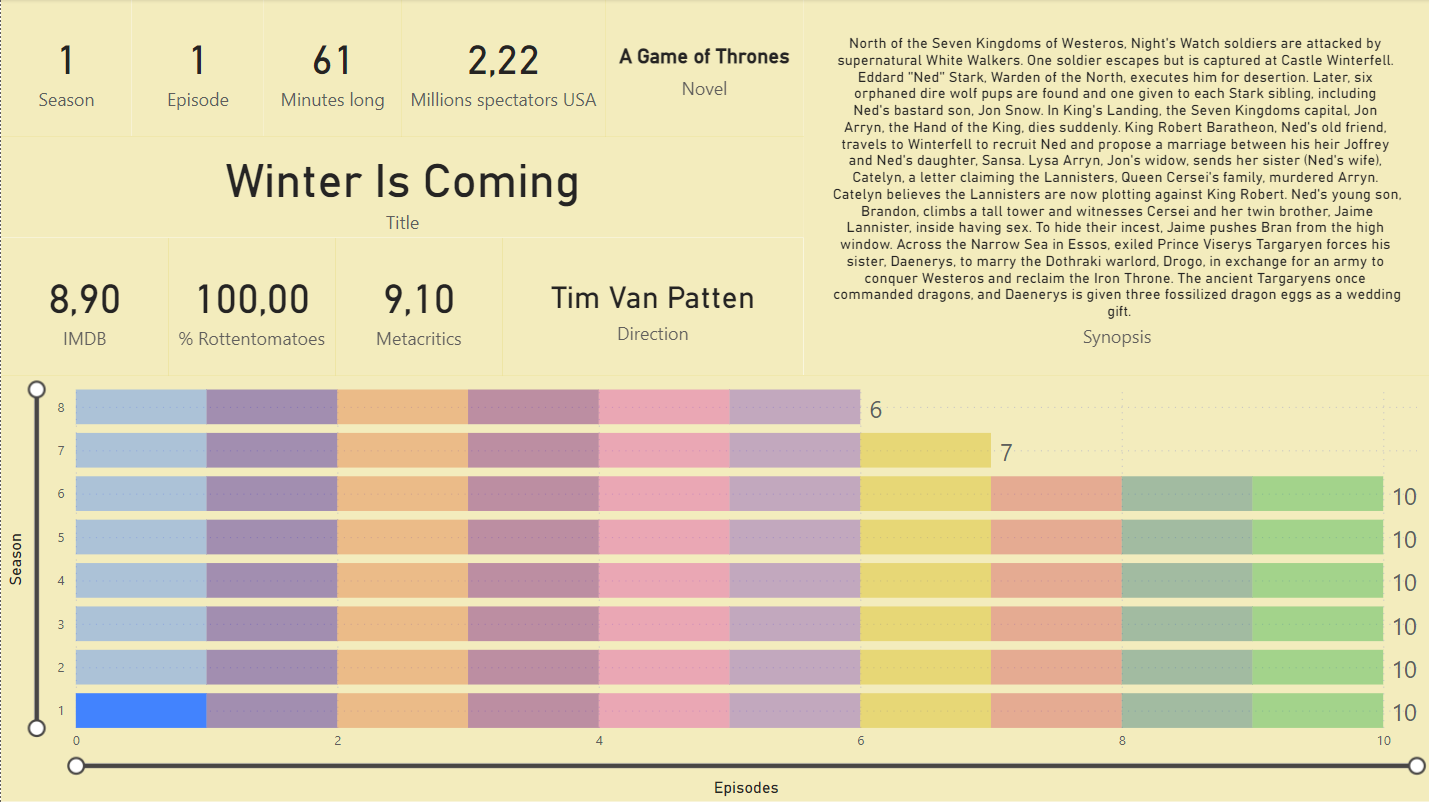 1
Season
1
Episode
61
Minutes long
2,22
Millions spectators USA
A Game of Thrones
Novel
Winter Is Coming
Title
8,90
IMDB
100,00
% Rottentomatoes
9,10
Metacritics
Tim Van Patten
Direction
North of the Seven Kingdoms of Westeros, Night's Watch soldiers are attacked by
supernatural White Walkers. One soldier escapes but is captured at Castle Winterfell.
Eddard "Ned" Stark, Warden of the North, executes him for desertion. Later, six
orphaned dire wolf pups are found and one given to each Stark sibling, including
Ned's bastard son, Jon Snow. In King's Landing, the Seven Kingdoms capital, Jon
Arryn, the Hand of the King, dies suddenly. King Robert Baratheon, Ned's old friend,
travels to Winterfell to recruit Ned and propose a marriage between his heir Joffrey
and Ned's daughter, Sansa. Lysa Arryn, Jon's widow, sends her sister (Ned's wife),
Catelyn, a letter claiming the Lannisters, Queen Cersei's family, murdered Arryn.
Catelyn believes the Lannisters are now plotting against King Robert. Ned's young son,
Brandon, climbs a tall tower and witnesses Cersei and her twin brother, Jaime
Lannister, inside having sex. To hide their incest, Jaime pushes Bran from the high
window. Across the Narrow Sea in Essos, exiled Prince Viserys Targaryen forces his
sister, Daenerys, to marry the Dothraki warlord, Drogo, in exchange for an army to
conquer Westeros and reclaim the Iron Throne. The ancient Targaryens once
commanded dragons, and Daenerys is given three fossilized dragon eggs as a wedding
gift.
Synopsis
Season
8
6
7
7
6
10
5
10
4
10
3
10
2
10
1
10
0 2 4 6 8 10
Episodes